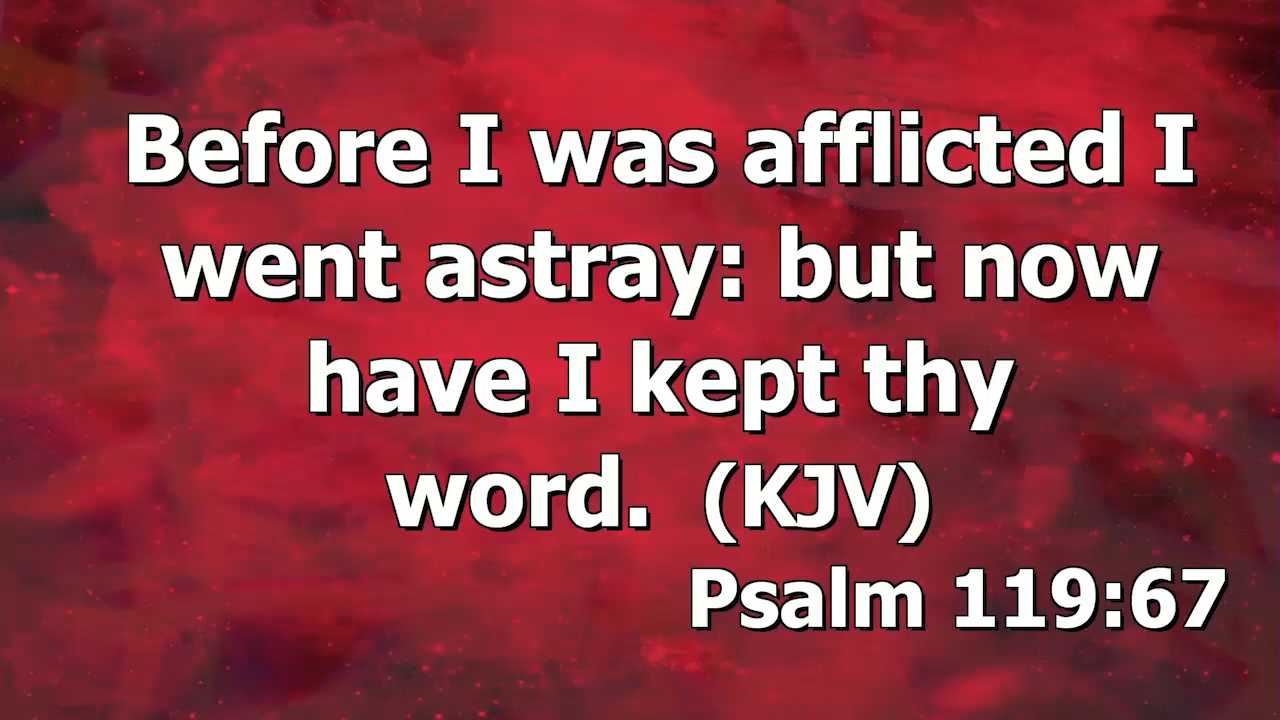 Before I was afflicted I
went astray: but now
have I kept thy
word.  (KJV)
Psalm 119:67